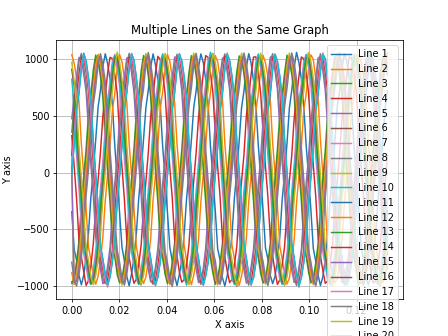 Multiple Lines on the Same Graph
Y axis
1000
500
0
−500
−1000
0.00
0.02
0.04
0.06
0.08
0.10
X axis
Line 1
Line 2
Line 3
Line 4
Line 5
Line 6
Line 7
Line 8
Line 9
Line 10
Line 11
Line 12
Line 13
Line 14
Line 15
Line 16
Line 17
Line 18
Line 19
Line 20